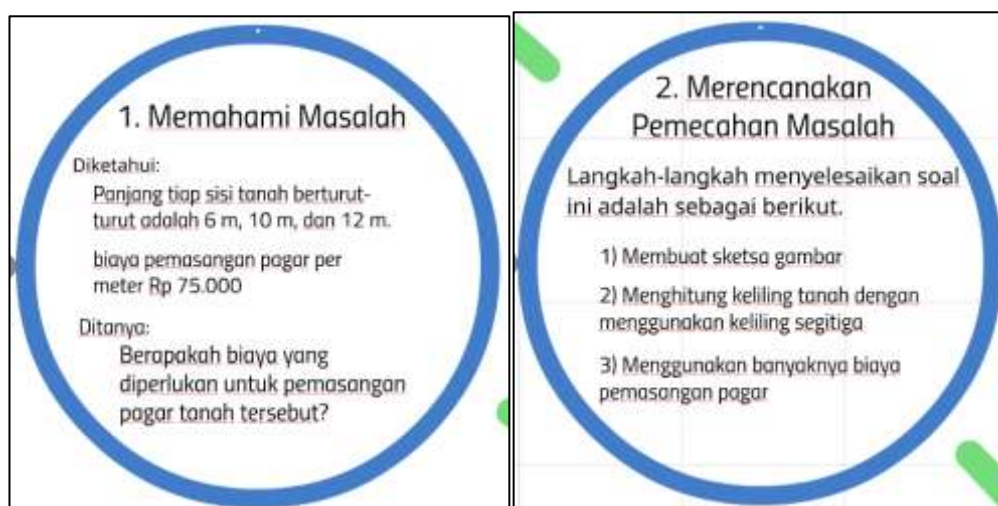 1. Memahami Masalah
Diketahui:
Panjang tiap sisi tanah berturut-
turut adalah 6 m, 10 m, dan 12 m.
biaya pemasangan pagar per
meter Rp 75.000
Ditanya:
Berapakah biaya yang
diperlukan untuk pemasangan
pagar tanah tersebut?
2. Merencanakan
Pemecahan Masalah
Langkah-langkah menyelesaikan soal
ini adalah sebagai berikut.
1) Membuat sketsa gambar
2) Menghitung keliling tanah dengan
menggunakan keliling segitiga
3) Menggunakan banyaknya biaya
pemasangan pagar